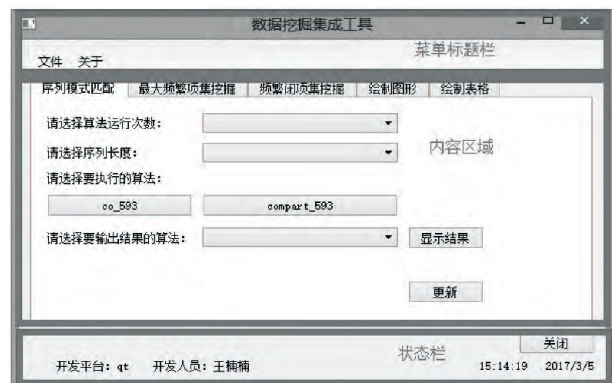 数据挖掘集成工具
文件 关于 菜单标题栏
序列模式匹配 最大频繁项集挖掘 频繁闭项集挖掘 绘制图形 绘制表格
请选择算法运行次数:
请选择序列长度: 内容区域
请选择要执行的算法:
co_593 compart_593
请选择要输出结果的算法: 显示结果
更新
关闭
状态栏
开发平台: qt 开发人员: 王楠楠 15:14:19 2017/3/5